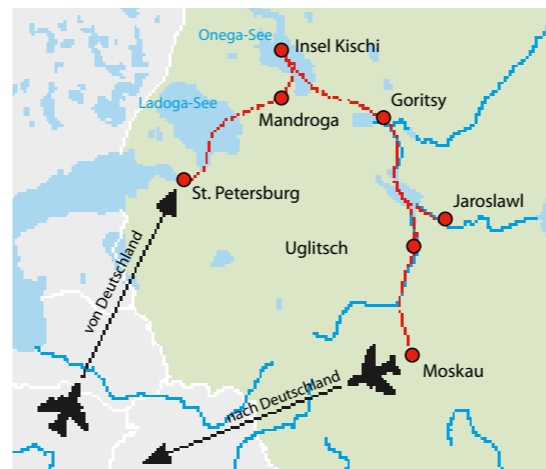 Onega-See
Insel Kischi
Ladoga-See
Mandroga
Goritsy
St. Petersburg
Jaroslawl
Uglitsch
von Deutschland
Moskau
nach Deutschland